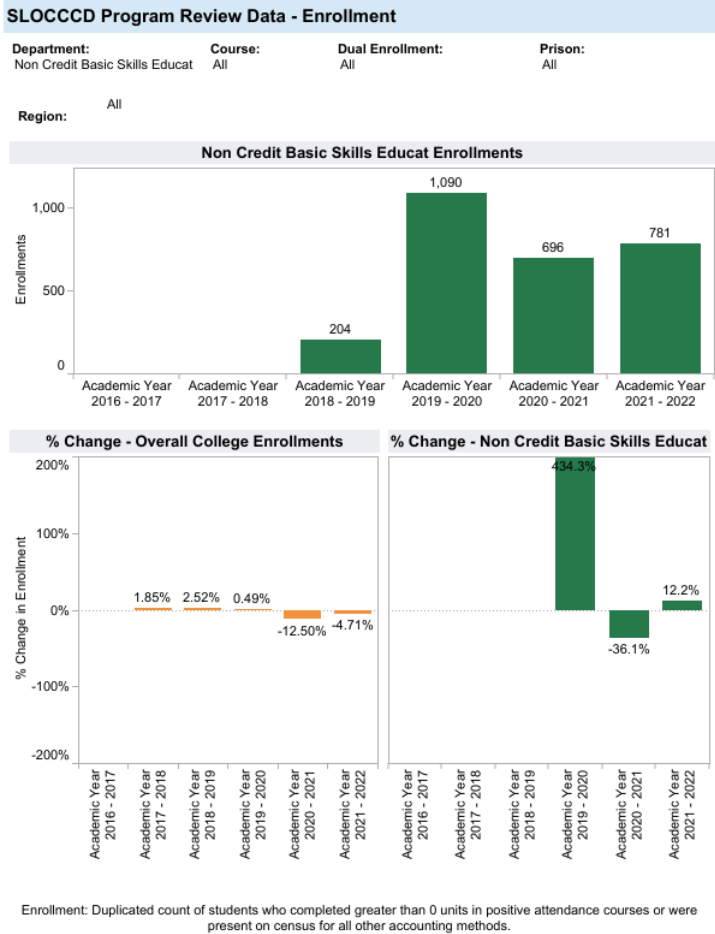 SLOCCCD Program Review Data - Enrollment
Department: Course: Dual Enrollment: Prison:
Non Credit Basic Skills Educat All All All
All
Region:
Non Credit Basic Skills Educat Enrollments
1,090
1,000
781
696
Enrollments
500
204
0
Academic Year Academic Year Academic Year Academic Year Academic Year Academic Year
2016 - 2017 2017 - 2018 2018 - 2019 2019 - 2020 2020 - 2021 2021 - 2022
% Change - Overall College Enrollments
200%
100%
% Change in Enrollment
1.85% 2.52% 0.49%
0%
-12.50% -4.71%
-100%
-200%
Academic Year
2016 - 2017
Academic Year
2017 - 2018
Academic Year
2018 - 2019
Academic Year
2019 - 2020
Academic Year
2020 - 2021
Academic Year
2021 - 2022
% Change - Non Credit Basic Skills Educat
434.3%
12.2%
-36.1%
Academic Year
2016 - 2017
Academic Year
2017 - 2018
Academic Year
2018 - 2019
Academic Year
2019 - 2020
Academic Year
2020 - 2021
Academic Year
2021 - 2022
Enrollment: Duplicated count of students who completed greater than 0 units in positive attendance courses or were
present on census for all other accounting methods.